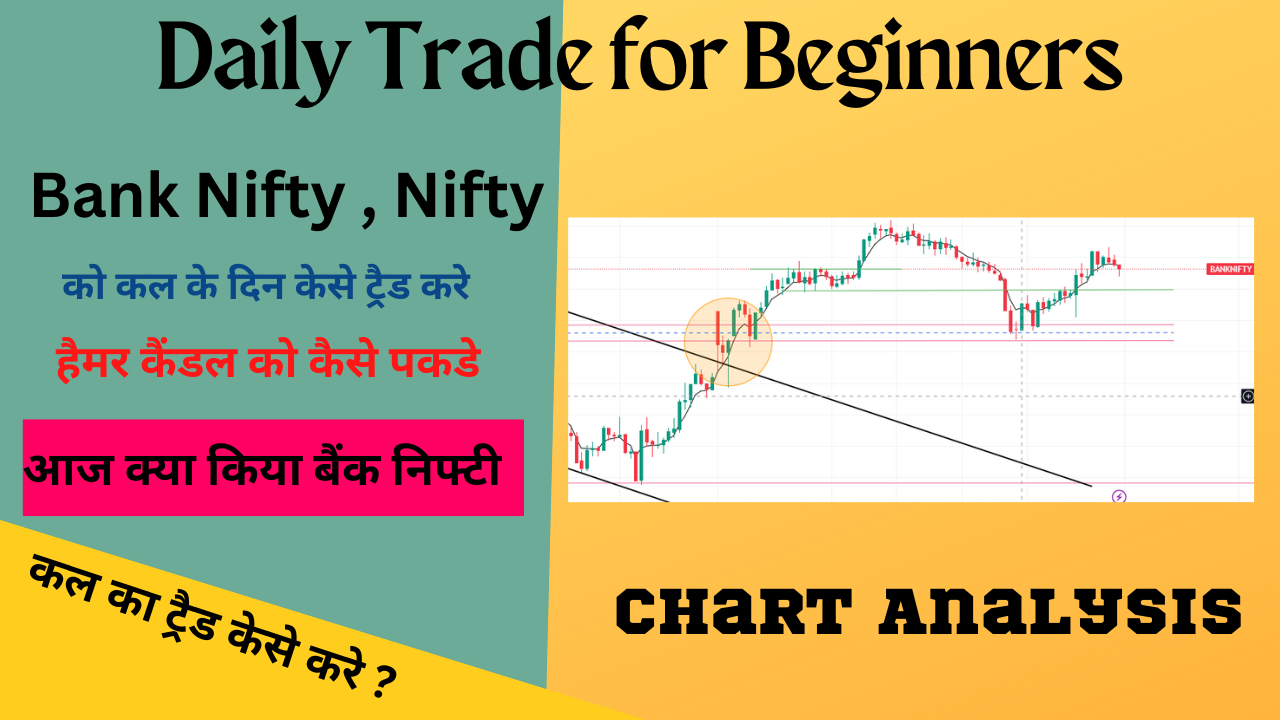 Daily Trade for Beginners
Bank Nifty , Nifty
को कल के दिन केसे ट्रैड करे
हैमर कैंडल को कैसे पकडे
आज क्या किया बैंक निफ्टी
कल का ट्रैड केसे करे ?
BANKNIFTY
CHART ANALYSIS